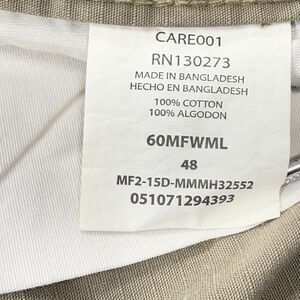 CARE001
RN130273
MADE IN BANGLADESH
HECHO EN BANGLADESH
100% COTTON
100% ALGODON
60MFWML
48
MF2-15D-MMMH32552
051071294393